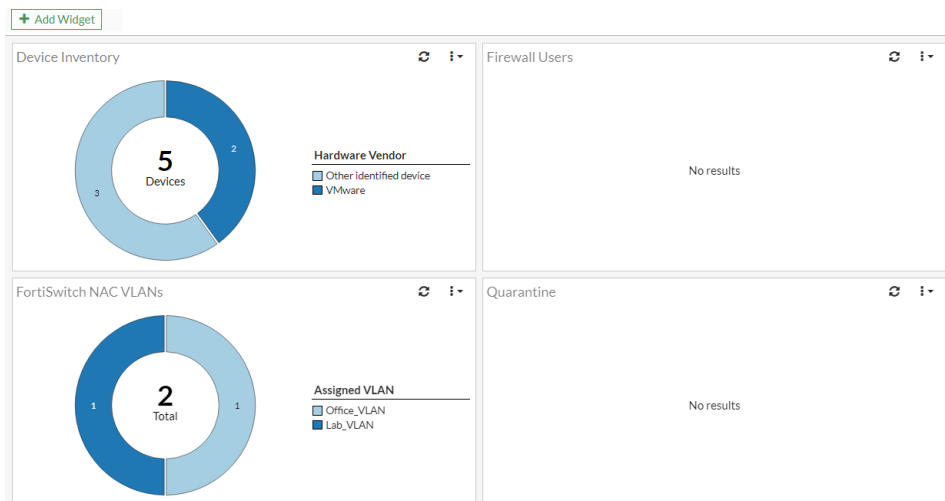 + Add Widget
Device Inventory
5
Devices
2
3
Hardware Vendor
Other identified device
VMware
Firewall Users
No results
FortiSwitch NAC VLANs
2
Total
1
1
Assigned VLAN
Office_VLAN
Lab_VLAN
Quarantine
No results